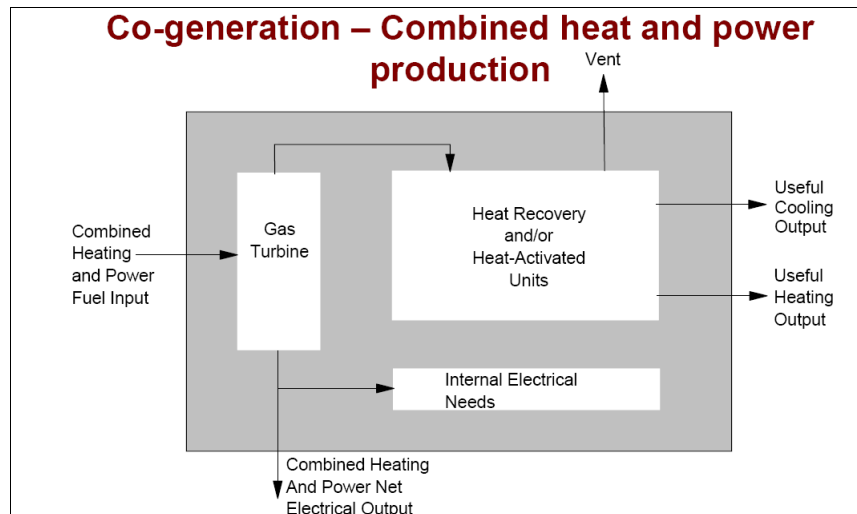 Co-generation – Combined heat and power
production
Vent
Gas
Turbine
Heat Recovery
and/or
Heat-Activated
Units
Useful
Cooling
Output
Combined
Heating
and Power
Fuel Input
Useful
Heating
Output
Internal Electrical
Needs
Combined Heating
And Power Net
Electrical Output